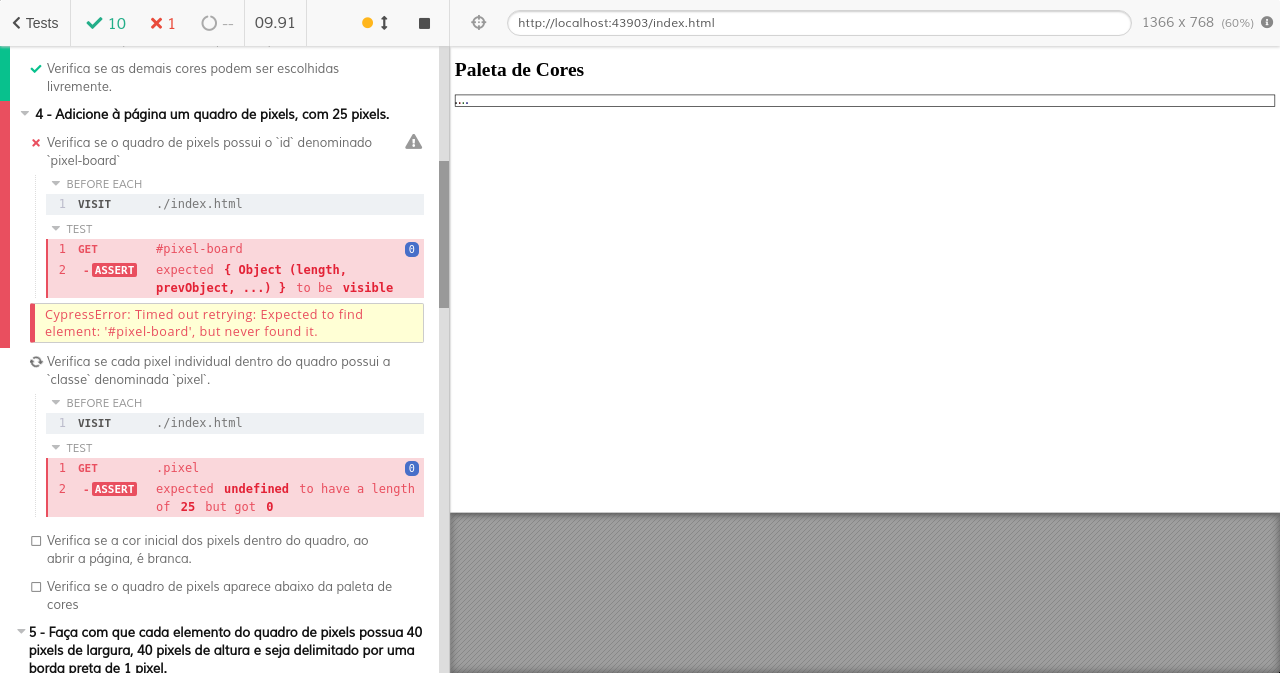 Tests
10
1
--
09.91
http://localhost:43903/index.html
1366 x 768 (60%)
Verifica se as demais cores podem ser escolhidas
livremente.
4 - Adicione à página um quadro de pixels, com 25 pixels.
Verifica se o quadro de pixels possui o `id` denominado
`pixel-board`
BEFORE EACH
1 VISIT ./index.html
TEST
1 GET #pixel-board 0
2 -ASSERT expected { Object (length,
prevObject, ...) } to be visible
CypressError: Timed out retrying: Expected to find
element: '#pixel-board', but never found it.
Verifica se cada pixel individual dentro do quadro possui a
`classe` denominada `pixel`.
BEFORE EACH
1 VISIT ./index.html
TEST
1 GET .pixel 0
2 -ASSERT expected undefined to have a length
of 25 but got 0
Verifica se a cor inicial dos pixels dentro do quadro, ao
abrir a página, é branca.
Verifica se o quadro de pixels aparece abaixo da paleta de
cores
5 - Faça com que cada elemento do quadro de pixels possua 40
pixels de largura, 40 pixels de altura e seja delimitado por uma
borda preta de 1 pixel.
Paleta de Cores
....